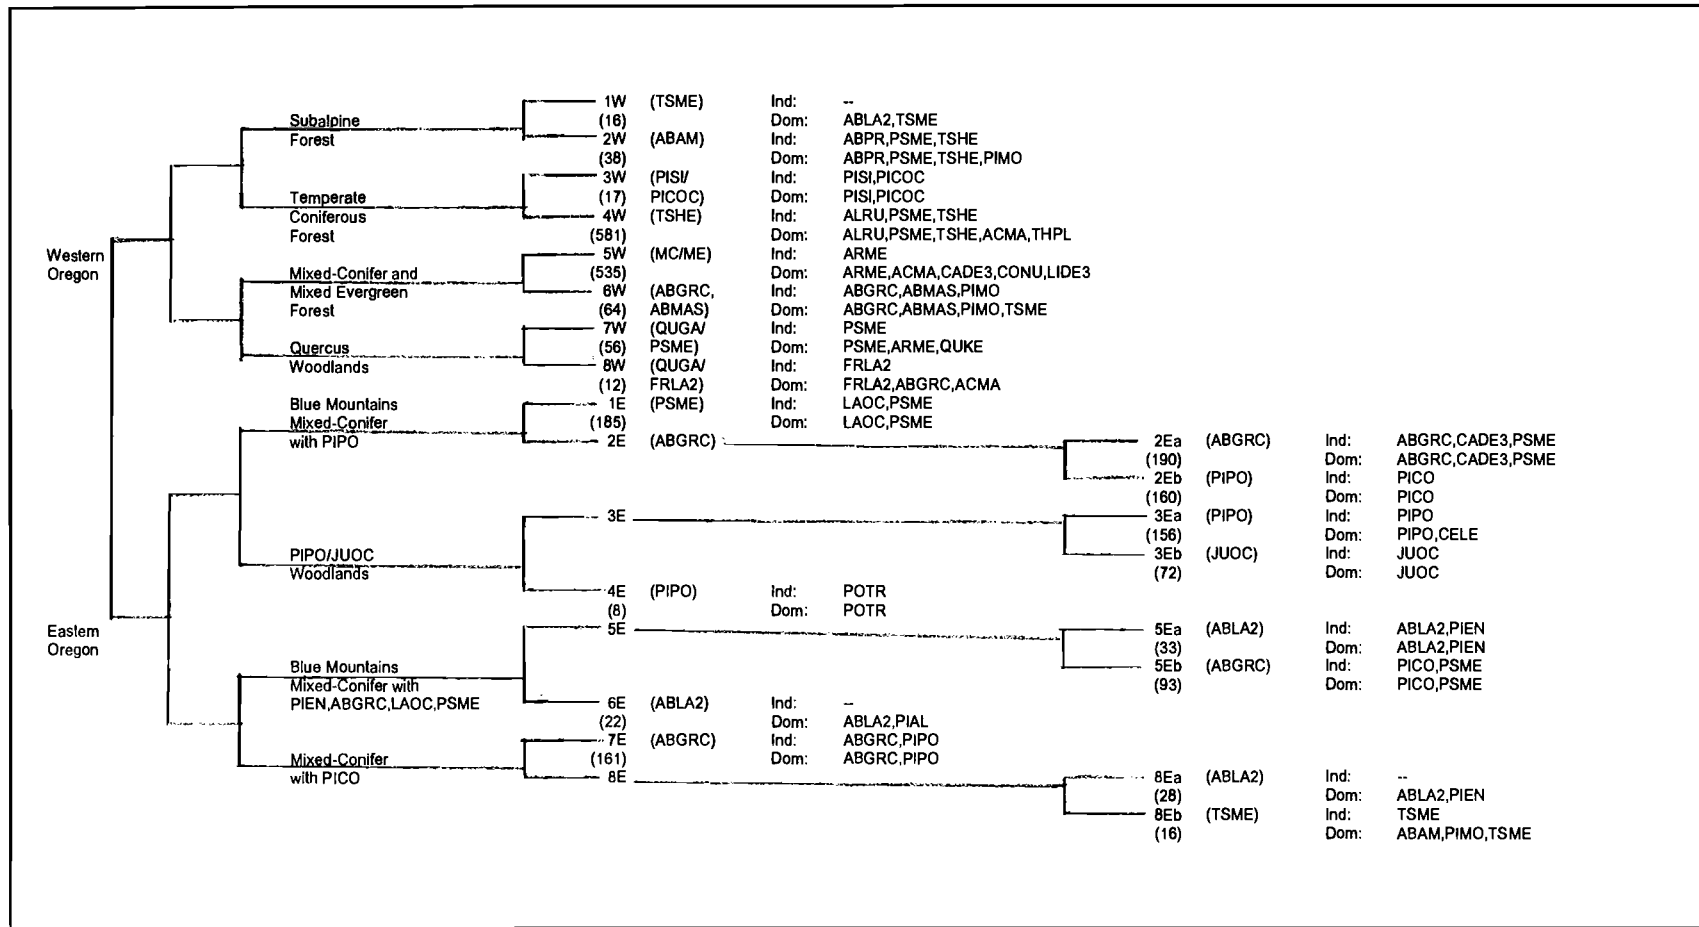 1W (TSME) Ind: --
Subalpine (16) Dom: ABLA2,TSME
Forest 2W (ABAM) Ind: ABPR,PSME,TSHE
(38) Dom: ABPR,PSME,TSHE,PIMO
3W (PISI/ Ind: PISI,PICOC
Temperate (17) PICOC) Dom: PISI,PICOC
Coniferous 4W (TSHE) Ind: ALRU,PSME,TSHE
Forest (581) Dom: ALRU,PSME,TSHE,ACMA,THPL
Western 5W (MC/ME) Ind: ARME
Oregon Mixed-Conifer and (535) Dom: ARME,ACMA,CADE3,CONU,LIDE3
Mixed Evergreen 6W (ABGRC, Ind: ABGRC,ABMAS,PIMO
Forest (64) ABMAS) Dom: ABGRC,ABMAS,PIMO,TSME
7W (QUGA/ Ind: PSME
Quercus (56) PSME) Dom: PSME,ARME,QUKE
Woodlands 8W (QUGA/ Ind: FRLA2
(12) FRLA2) Dom: FRLA2,ABGRC,ACMA
Blue Mountains 1E (PSME) Ind: LAOC,PSME
Mixed-Conifer (185) Dom: LAOC,PSME
with PIPO 2E (ABGRC) 2Ea (ABGRC) Ind: ABGRC,CADE3,PSME
(190) Dom: ABGRC,CADE3,PSME
2Eb (PIPO) Ind: PICO
(160) Dom: PICO
3E 3Ea (PIPO) Ind: PIPO
(156) Dom: PIPO,CELE
PIPO/JUOC 3Eb (JUOC) Ind: JUOC
Woodlands (72) Dom: JUOC
4E (PIPO) Ind: POTR
(8) Dom: POTR
Eastern 5E 5Ea (ABLA2) Ind: ABLA2,PIEN
Oregon (33) Dom: ABLA2,PIEN
Blue Mountains 5Eb (ABGRC) Ind: PICO,PSME
Mixed-Conifer with (93) Dom: PICO,PSME
PIEN,ABGRC,LAOC,PSME 6E (ABLA2) Ind: --
(22) Dom: ABLA2,PIAL
7E (ABGRC) Ind: ABGRC,PIPO
Mixed-Conifer (161) Dom: ABGRC,PIPO
with PICO 8E 8Ea (ABLA2) Ind: --
(28) Dom: ABLA2,PIEN
8Eb (TSME) Ind: TSME
(16) Dom: ABAM,PIMO,TSME